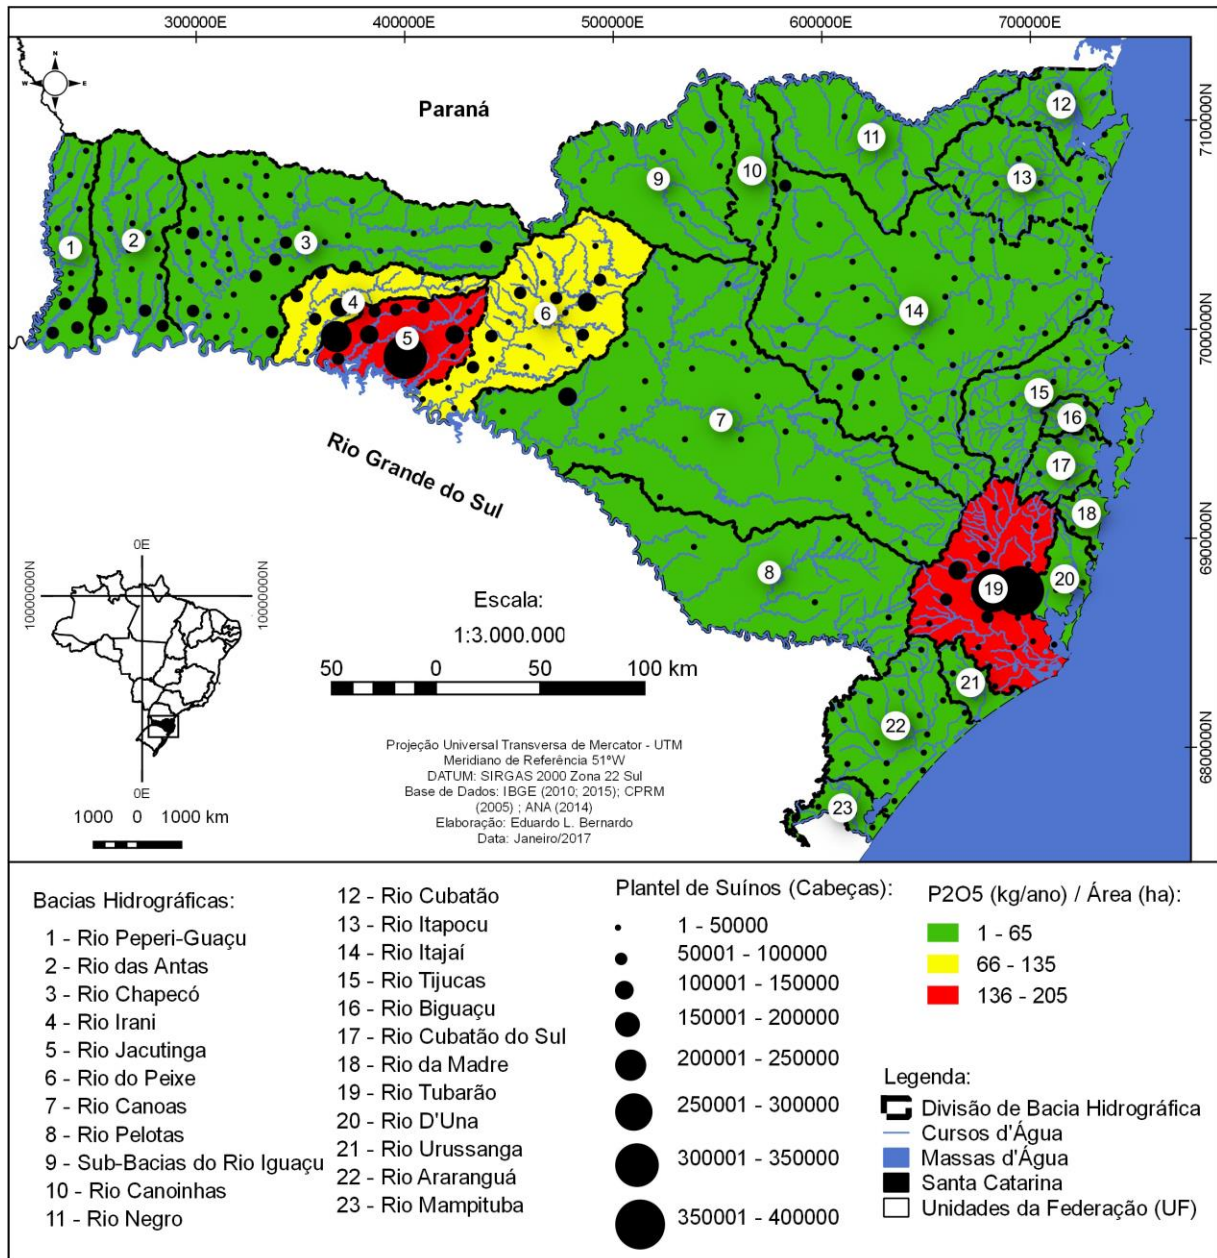 300000E 400000E 500000E 600000E 700000E
N
W E
S
Paraná
7100000N
7000000N
6900000N
6800000N
1 2 3 4 5 6 7 8 9 10 11 12 13 14 15 16 17 18 19 20 21 22 23
Rio Grande do Sul
0E
10000000N 10000000N
0E
1000 0 1000 km
Escala:
1:3.000.000
50 0 50 100 km
Projeção Universal Transversa de Mercator - UTM
Meridiano de Referência 51°W
DATUM: SIRGAS 2000 Zona 22 Sul
Base de Dados: IBGE (2010; 2015); CPRM
(2005) ; ANA (2014)
Elaboração: Eduardo L. Bernardo
Data: Janeiro/2017
Bacias Hidrográficas:
1 - Rio Peperi-Guaçu
2 - Rio das Antas
3 - Rio Chapecó
4 - Rio Irani
5 - Rio Jacutinga
6 - Rio do Peixe
7 - Rio Canoas
8 - Rio Pelotas
9 - Sub-Bacias do Rio Iguaçu
10 - Rio Canoinhas
11 - Rio Negro
12 - Rio Cubatão
13 - Rio Itapocu
14 - Rio Itajaí
15 - Rio Tijucas
16 - Rio Biguaçu
17 - Rio Cubatão do Sul
18 - Rio da Madre
19 - Rio Tubarão
20 - Rio D'Una
21 - Rio Urussanga
22 - Rio Araranguá
23 - Rio Mampituba
Plantel de Suínos (Cabeças):
1 - 50000
50001 - 100000
100001 - 150000
150001 - 200000
200001 - 250000
250001 - 300000
300001 - 350000
350001 - 400000
P2O5 (kg/ano) / Área (ha):
1 - 65
66 - 135
136 - 205
Legenda:
Divisão de Bacia Hidrográfica
Cursos d'Água
Massas d'Água
Santa Catarina
Unidades da Federação (UF)